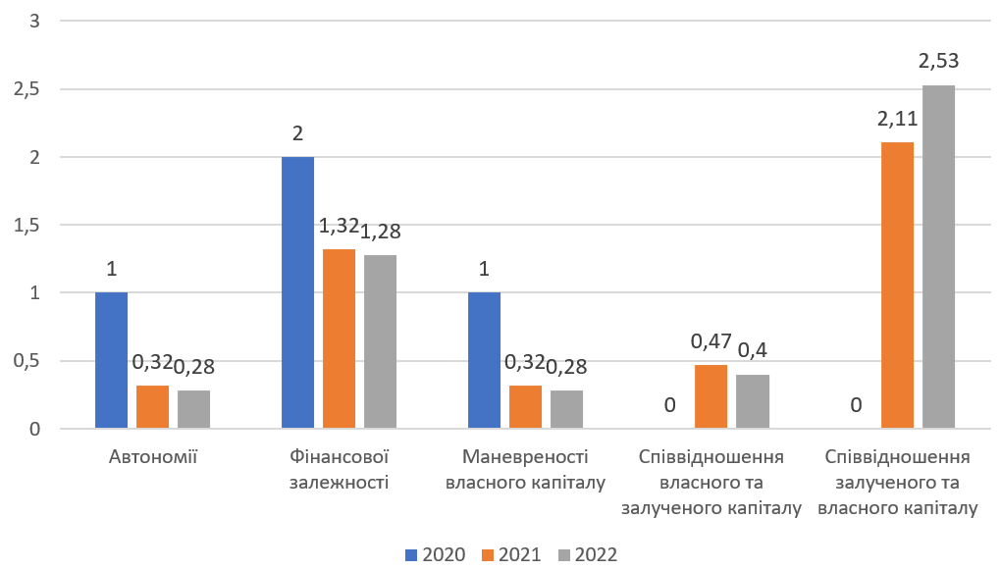 3
2,5
2
1,5
1
0,5
0
1
0,32
0,28
2
1,32
1,28
1
0,32
0,28
0
0,47
0,4
0
2,11
2,53
Автономії
Фінансової
залежності
Маневреності
власного капіталу
Співвідношення
власного та
залученого капіталу
Співвідношення
залученого та
власного капіталу
2020
2021
2022